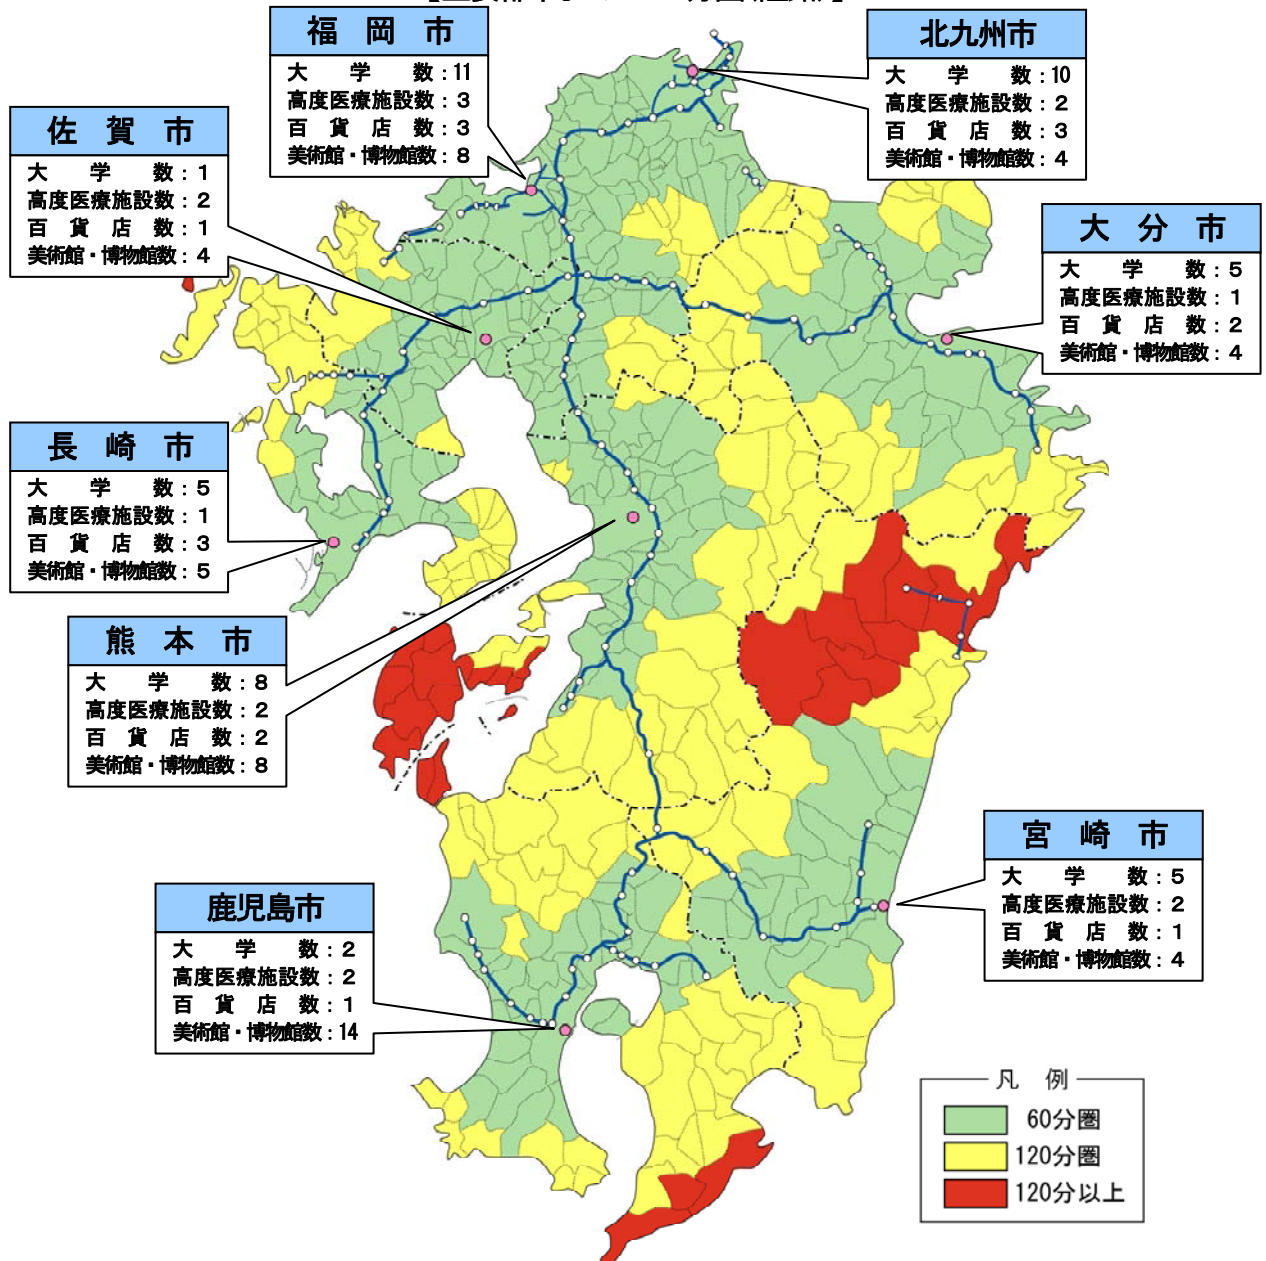 福岡市
大学数：11
高度医療施設数：3
百貨店数：3
美術館・博物館数：8
北九州市
大学数：10
高度医療施設数：2
百貨店数：3
美術館・博物館数：4
佐賀市
大学数：1
高度医療施設数：2
百貨店数：1
美術館・博物館数：4
大分市
大学数：5
高度医療施設数：1
百貨店数：2
美術館・博物館数：4
長崎市
大学数：5
高度医療施設数：1
百貨店数：3
美術館・博物館数：5
熊本市
大学数：8
高度医療施設数：2
百貨店数：2
美術館・博物館数：8
宮崎市
大学数：5
高度医療施設数：2
百貨店数：1
美術館・博物館数：4
鹿児島市
大学数：2
高度医療施設数：2
百貨店数：1
美術館・博物館数：14
凡例
60分圏
120分圏
120分以上